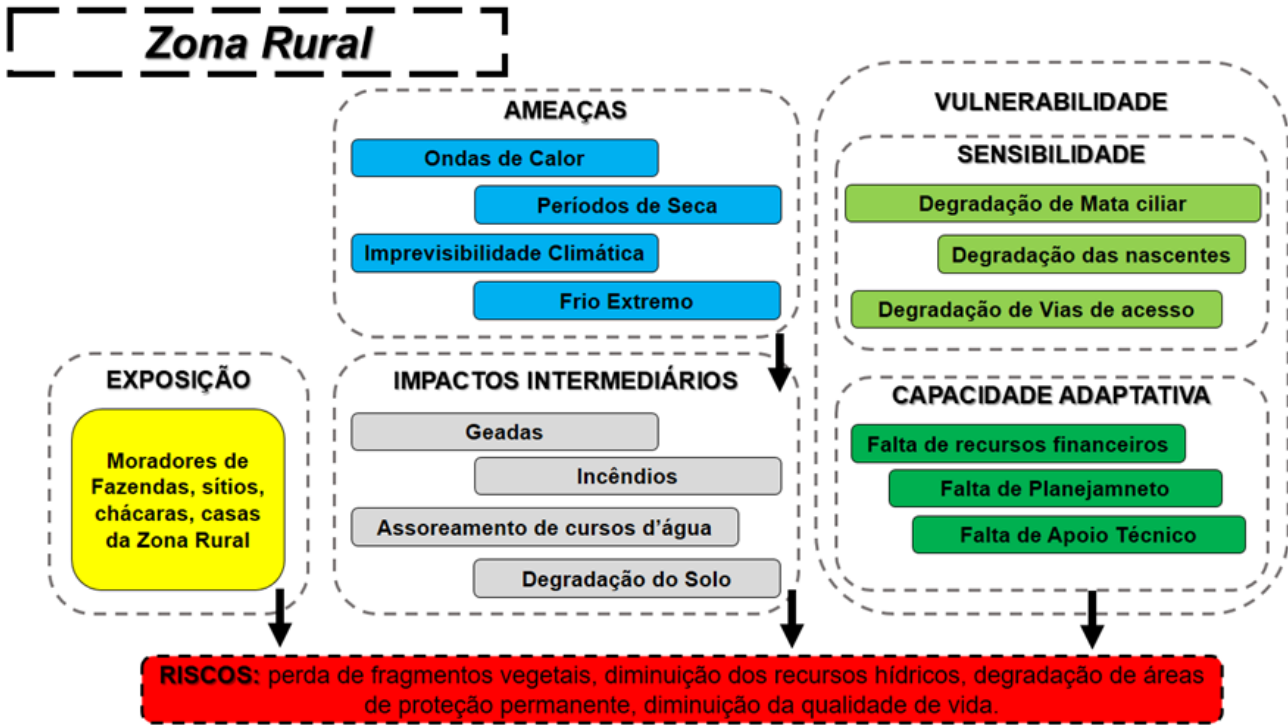 Zona Rural
AMEAÇAS
Ondas de Calor
Períodos de Seca
Imprevisibilidade Climática
Frio Extremo
VULNERABILIDADE
SENSIBILIDADE
Degradação de Mata ciliar
Degradação das nascentes
Degradação de Vias de acesso
EXPOSIÇÃO
Moradores de
Fazendas, sítios,
chácaras, casas
da Zona Rural
IMPACTOS INTERMEDIÁRIOS
Geadas
Incêndios
Assoreamento de cursos d'água
Degradação do Solo
CAPACIDADE ADAPTATIVA
Falta de recursos financeiros
Falta de Planejamneto
Falta de Apoio Técnico
RISCOS: perda de fragmentos vegetais, diminuição dos recursos hídricos, degradação de áreas
de proteção permanente, diminuição da qualidade de vida.